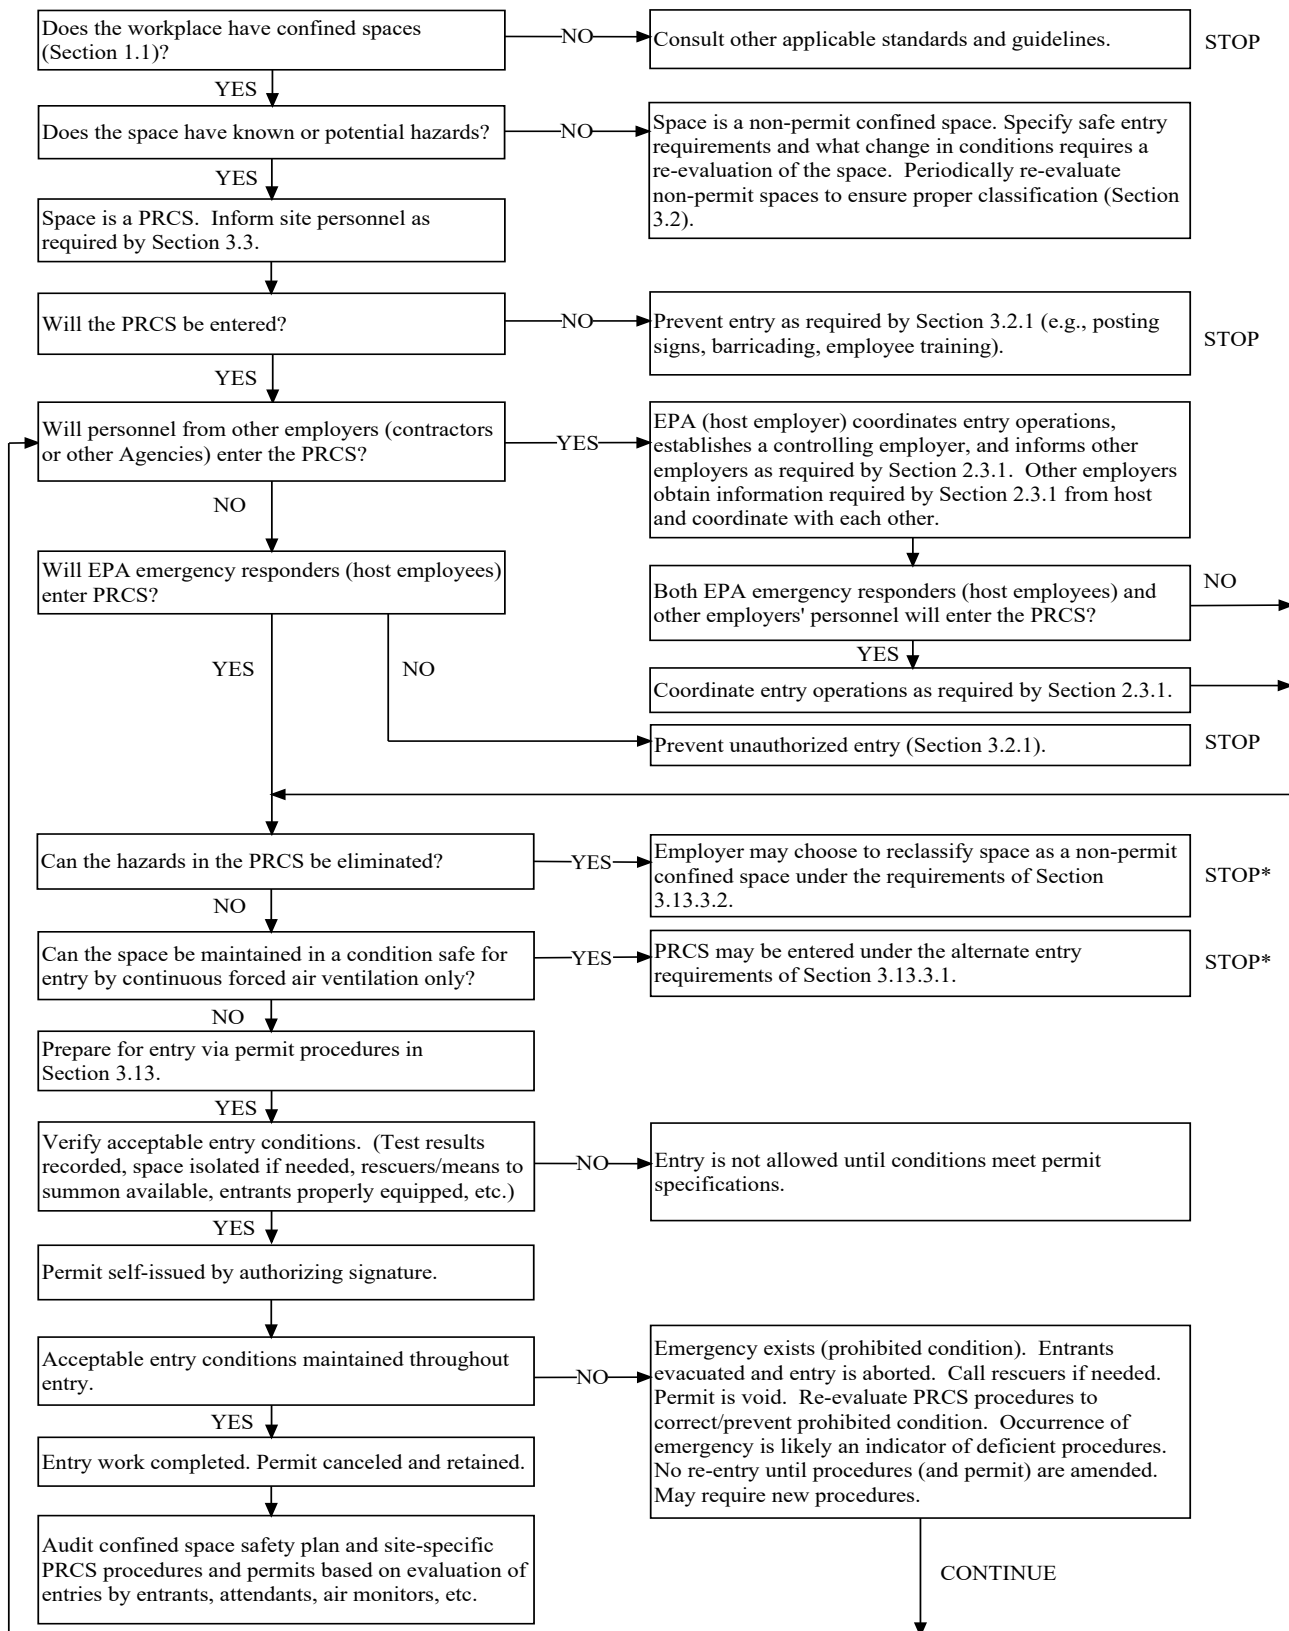 Does the workplace have confined spaces
(Section 1.1)?
NO
Consult other applicable standards and guidelines.
STOP
YES
Does the space have known or potential hazards?
NO
Space is a non-permit confined space. Specify safe entry
requirements and what change in conditions requires a
re-evaluation of the space.  Periodically re-evaluate
non-permit spaces to ensure proper classification (Section
3.2).
YES
Space is a PRCS.  Inform site personnel as
required by Section 3.3.
Will the PRCS be entered?
NO
Prevent entry as required by Section 3.2.1 (e.g., posting
signs, barricading, employee training).
STOP
YES
Will personnel from other employers (contractors
or other Agencies) enter the PRCS?
YES
EPA (host employer) coordinates entry operations,
establishes a controlling employer, and informs other
employers as required by Section 2.3.1.  Other employers
obtain information required by Section 2.3.1 from host
and coordinate with each other.
NO
Will EPA emergency responders (host employees)
enter PRCS?
Both EPA emergency responders (host employees) and
other employers' personnel will enter the PRCS?
NO
YES
YES
NO
Coordinate entry operations as required by Section 2.3.1.
Prevent unauthorized entry (Section 3.2.1).
STOP
Can the hazards in the PRCS be eliminated?
YES
Employer may choose to reclassify space as a non-permit
confined space under the requirements of Section
3.13.3.2.
STOP*
NO
Can the space be maintained in a condition safe for
entry by continuous forced air ventilation only?
YES
PRCS may be entered under the alternate entry
requirements of Section 3.13.3.1.
STOP*
NO
Prepare for entry via permit procedures in
Section 3.13.
YES
Verify acceptable entry conditions.  (Test results
recorded, space isolated if needed, rescuers/means to
summon available, entrants properly equipped, etc.)
NO
Entry is not allowed until conditions meet permit
specifications.
YES
Permit self-issued by authorizing signature.
Acceptable entry conditions maintained throughout
entry.
NO
Emergency exists (prohibited condition).  Entrants
evacuated and entry is aborted.  Call rescuers if needed.
Permit is void.  Re-evaluate PRCS procedures to
correct/prevent prohibited condition.  Occurrence of
emergency is likely an indicator of deficient procedures.
No re-entry until procedures (and permit) are amended.
May require new procedures.
YES
Entry work completed. Permit canceled and retained.
Audit confined space safety plan and site-specific
PRCS procedures and permits based on evaluation of
entries by entrants, attendants, air monitors, etc.
CONTINUE